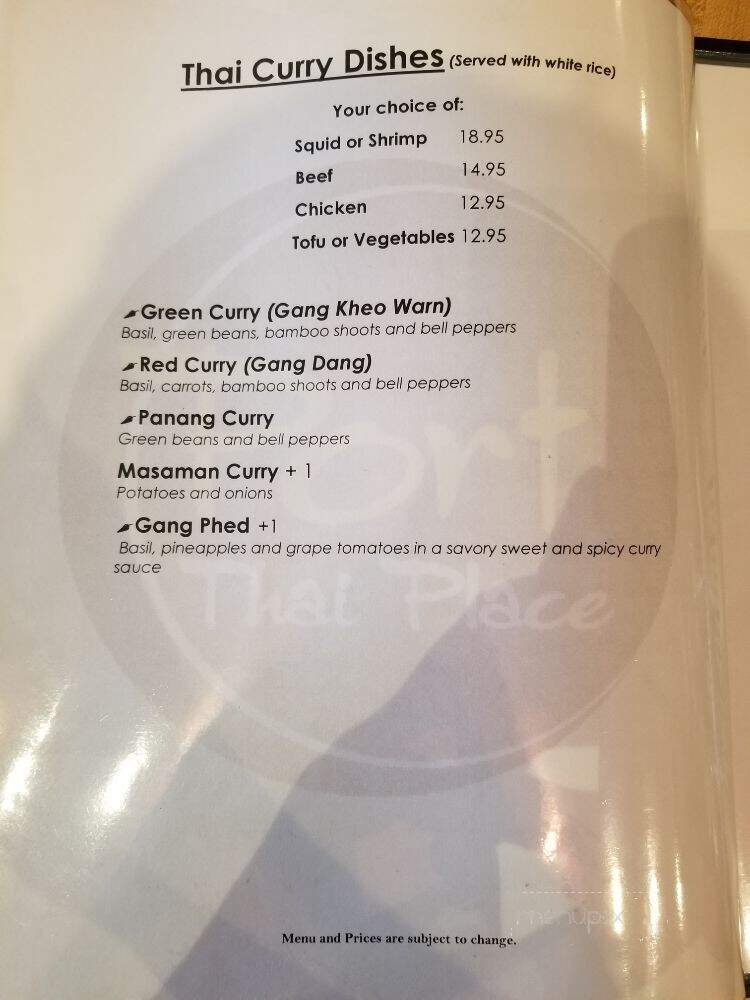 Thai Curry Dishes (Served with white rice)
Your choice of:
Squid or Shrimp 18.95
Beef 14.95
Chicken 12.95
Tofu or Vegetables 12.95
Green Curry (Gang Kheo Warn)
Basil, green beans, bamboo shoots and bell peppers
Red Curry (Gang Dang)
Basil, carrots, bamboo shoots and bell peppers
Panang Curry
Green beans and bell peppers
Masaman Curry + 1
Potatoes and onions
Gang Phed +1
Basil, pineapples and grape tomatoes in a savory sweet and spicy curry
sauce
Thai Place
Menu and Prices are subject to change.